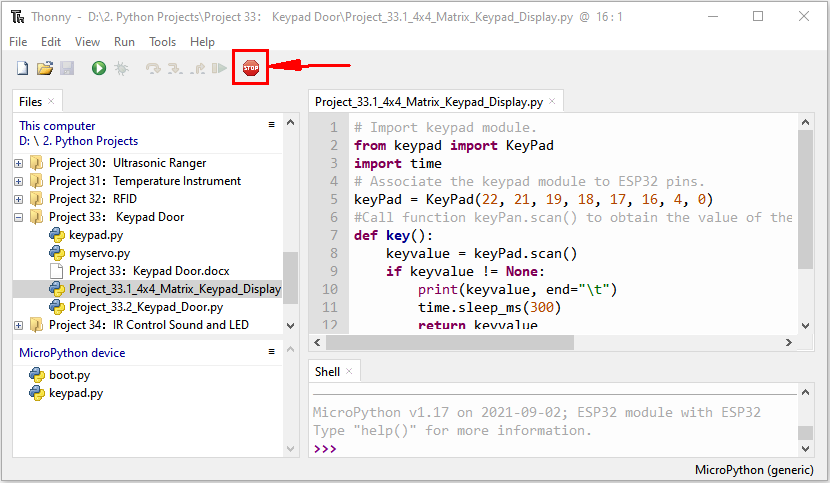 Thonny - D:\2. Python Projects\Project 33： Keypad Door\Project_33.1_4x4_Matrix_Keypad_Display.py @ 16:1
File Edit View Run Tools Help
STOP
Files
This computer
D: \ 2. Python Projects
Project 30：Ultrasonic Ranger
Project 31：Temperature Instrument
Project 32：RFID
Project 33： Keypad Door
keypad.py
myservo.py
Project 33：Keypad Door.docx
Project_33.1_4x4_Matrix_Keypad_Display
Project_33.2_Keypad_Door.py
Project 34：IR Control Sound and LED
MicroPython device
boot.py
keypad.py
Project_33.1_4x4_Matrix_Keypad_Display.py
1 # Import keypad module.
2 from keypad import KeyPad
3 import time
4 # Associate the keypad module to ESP32 pins.
5 keyPad = KeyPad(22, 21, 19, 18, 17, 16, 4, 0)
6 #Call function keyPan.scan() to obtain the value of the
7 def key():
8 keyvalue = keyPad.scan()
9 if keyvalue != None:
10 print(keyvalue, end="\t")
11 time.sleep_ms(300)
12 return keyvalue
Shell
MicroPython v1.17 on 2021-09-02; ESP32 module with ESP32
Type "help()" for more information.
>>>
MicroPython (generic)